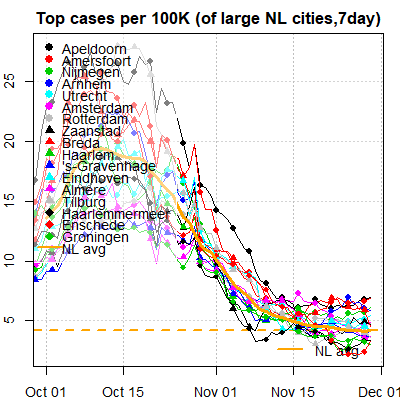 Top cases per 100K (of large NL cities,7day)
Apeldoorn
Amersfoort
Nijmegen
Arnhem
Utrecht
Amsterdam
Rotterdam
Zaanstad
Breda
Haarlem
's-Gravenhage
Eindhoven
Almere
Tilburg
Haarlemmermeer
Enschede
Groningen
NL avg
25
20
15
10
5
NL avg
Oct 01
Oct 15
Nov 01
Nov 15
Dec 01